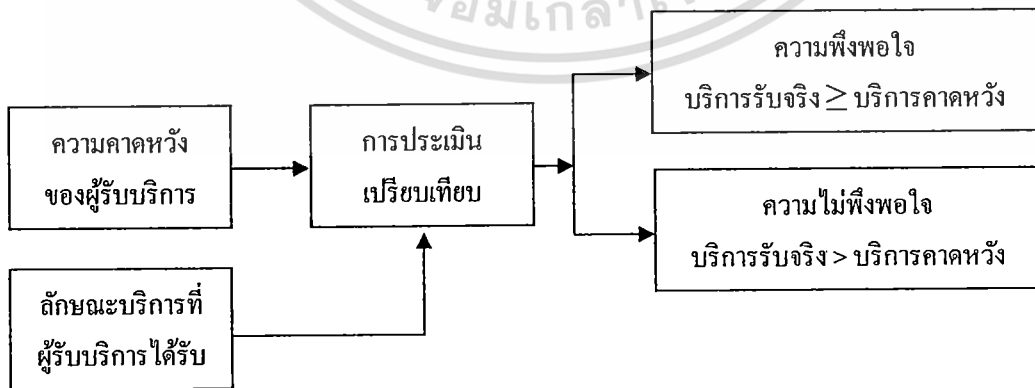 ความพึงพอใจ
บริการรับจริง ≥ บริการคาดหวัง
ความคาดหวัง
ของผู้รับบริการ
การประเมิน
เปรียบเทียบ
ความไม่พึงพอใจ
บริการรับจริง > บริการคาดหวัง
ลักษณะบริการที่
ผู้รับบริการได้รับ